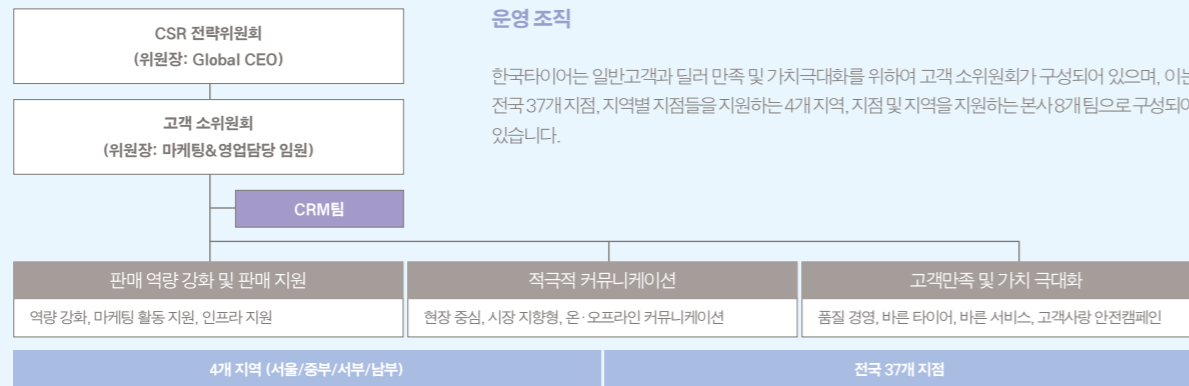 CSR 전략위원회
(위원장: Global CEO)
고객 소위원회
(위원장: 마케팅&영업담당 임원)
CRM팀
운영 조직
한국타이어는 일반고객과 딜러 만족 및 가치극대화를 위하여 고객 소위원회가 구성되어 있으며, 이는
전국 37개 지점, 지역별 지점들을 지원하는 4개 지역, 지점 및 지역을 지원하는 본사 8개 팀으로 구성되어
있습니다.
판매 역량 강화 및 판매 지원
역량 강화, 마케팅 활동 지원, 인프라 지원
적극적 커뮤니케이션
현장 중심, 시장 지향형, 온·오프라인 커뮤니케이션
고객만족 및 가치 극대화
품질 경영, 바른 타이어, 바른 서비스, 고객사랑 안전캠페인
4개 지역 (서울/중부/서부/남부)
전국 37개 지점